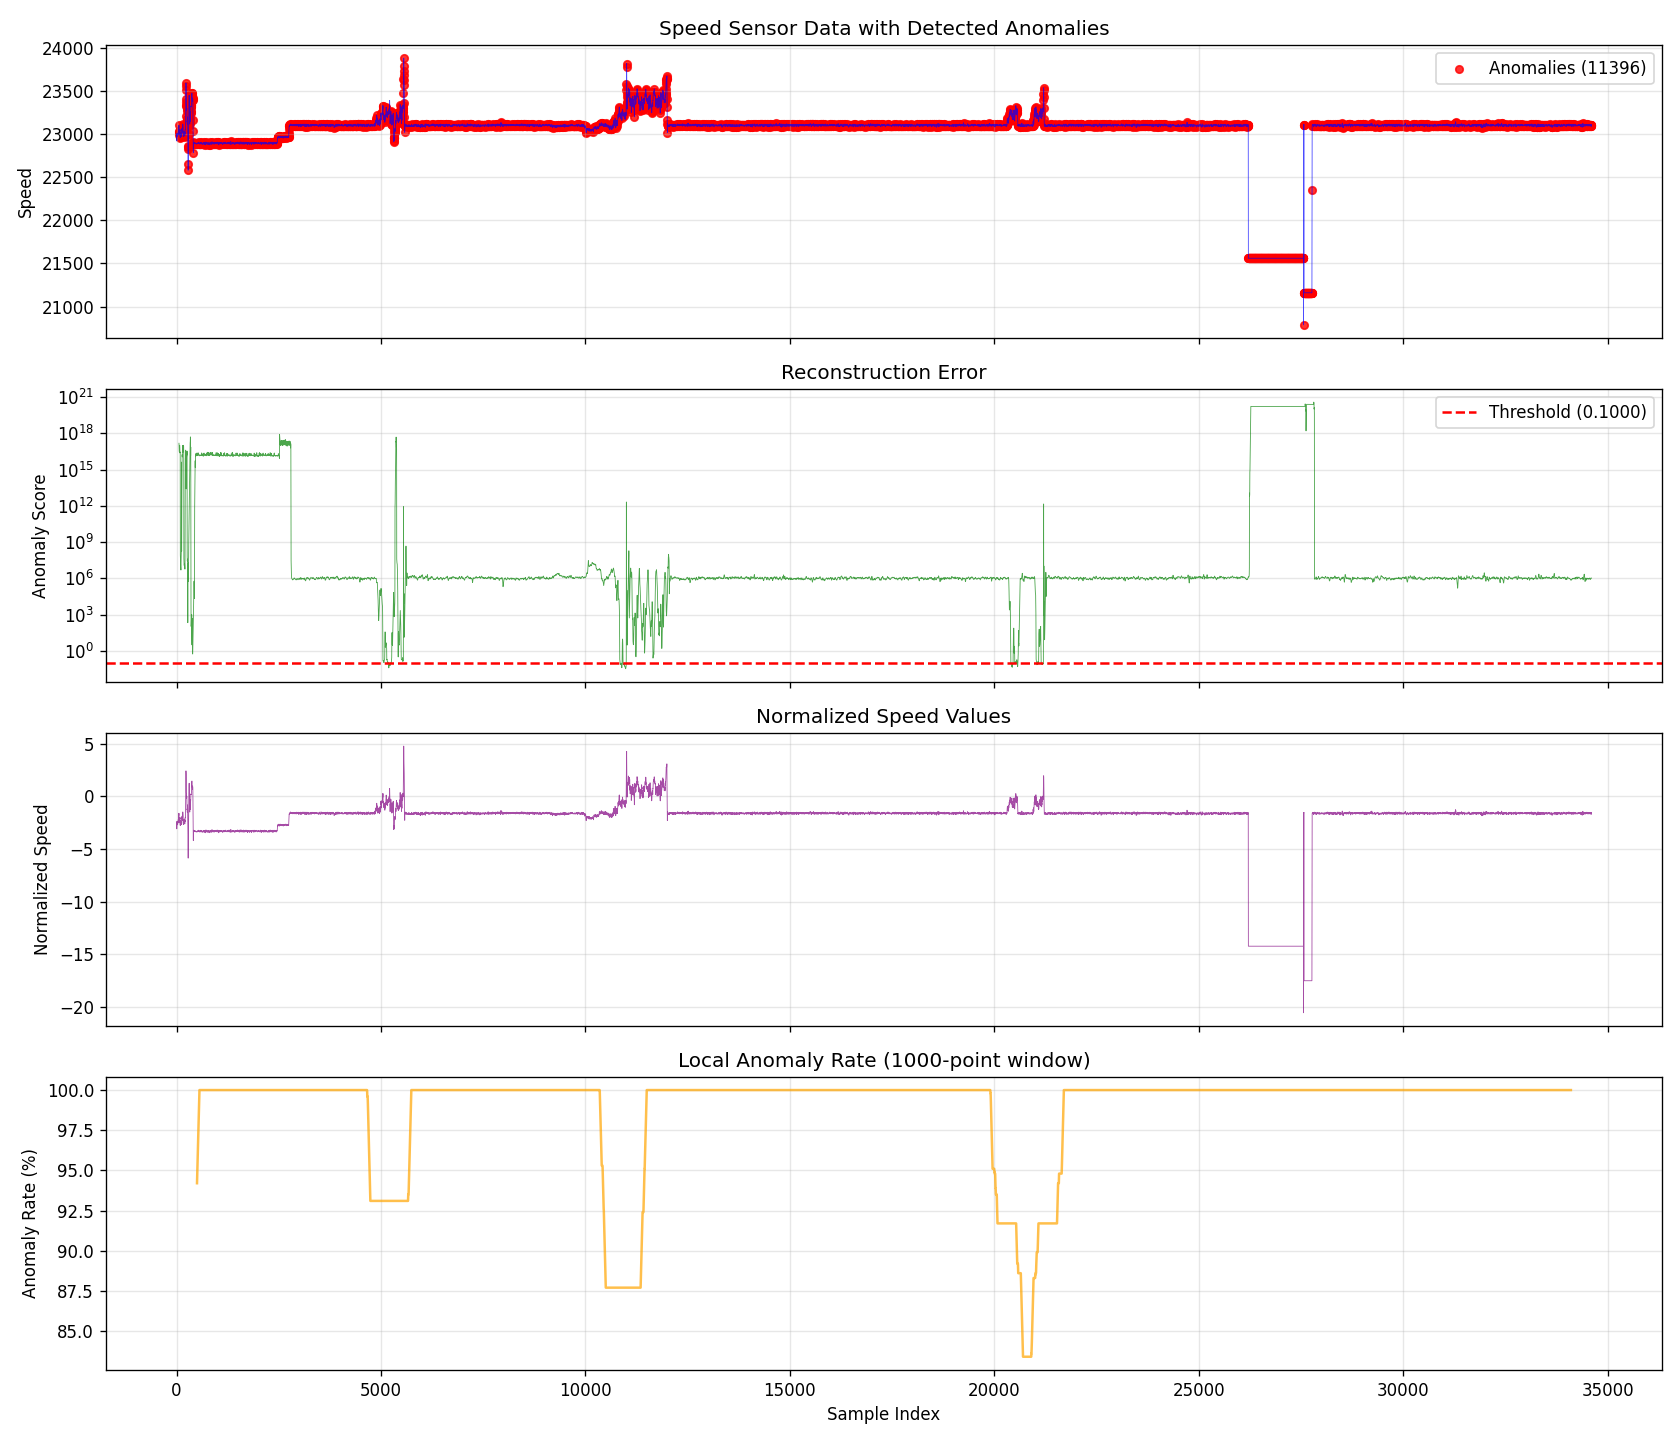 Speed Sensor Data with Detected Anomalies
24000
23500
23000
22500
22000
21500
21000
Speed
Anomalies (11396)
Reconstruction Error
10^21
10^18
10^15
10^12
10^9
10^6
10^3
10^0
Anomaly Score
Threshold (0.1000)
Normalized Speed Values
5
0
−5
−10
−15
−20
Normalized Speed
Local Anomaly Rate (1000-point window)
100.0
97.5
95.0
92.5
90.0
87.5
85.0
Anomaly Rate (%)
0 5000 10000 15000 20000 25000 30000 35000
Sample Index